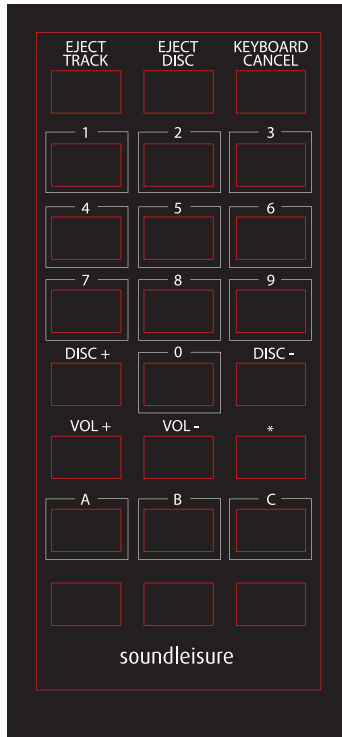 EJECT TRACK
EJECT DISC
KEYBOARD CANCEL
1
2
3
4
5
6
7
8
9
DISC +
0
DISC -
VOL +
VOL -
*
A
B
C
soundleisure